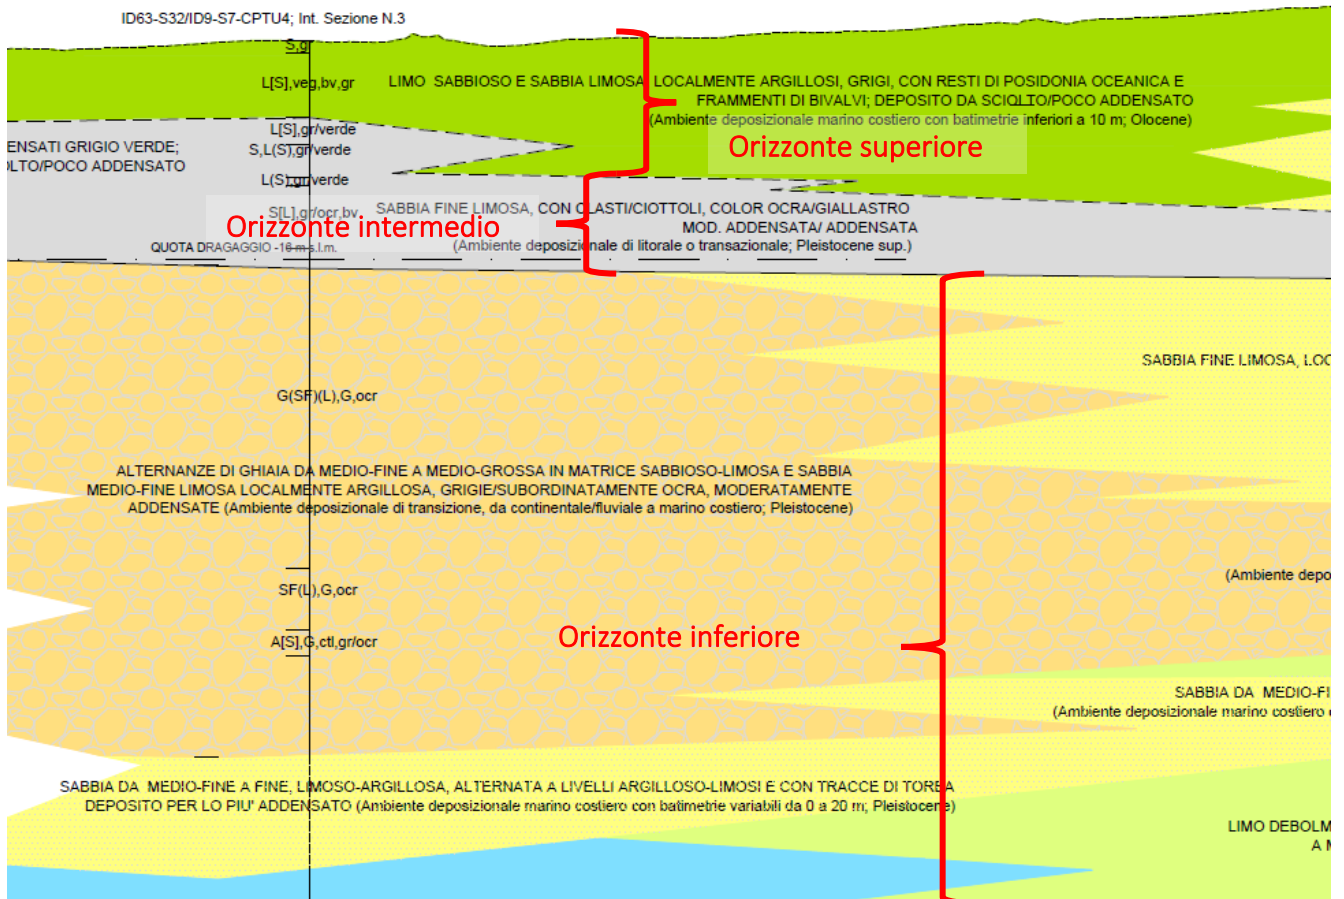 ID63-S32/ID9-S7-CPTU4; Int. Sezione N.3
S,gr
L[S],veg,bv,gr
LIMO SABBIOSO E SABBIA LIMOSA, LOCALMENTE ARGILLOSI, GRIGI, CON RESTI DI POSIDONIA OCEANICA E
FRAMMENTI DI BIVALVI; DEPOSITO DA SCIOLTO/POCO ADDENSATO
(Ambiente deposizionale marino costiero con batimetrie inferiori a 10 m; Olocene)
Orizzonte superiore
L[S],gr/verde
ENSATI GRIGIO VERDE;
S,L(S),gr/verde
OLTO/POCO ADDENSATO
L(S),gr/verde
S[L],gr/ocr,bv
SABBIA FINE LIMOSA, CON CLASTI/CIOTTOLI, COLOR OCRA/GIALLASTRO
MOD. ADDENSATA/ ADDENSATA
(Ambiente deposizionale di litorale o transazionale; Pleistocene sup.)
Orizzonte intermedio
QUOTA DRAGAGGIO -16 m s.l.m.
SABBIA FINE LIMOSA, LOC
G(SF)(L),G,ocr
ALTERNANZE DI GHIAIA DA MEDIO-FINE A MEDIO-GROSSA IN MATRICE SABBIOSO-LIMOSA E SABBIA
MEDIO-FINE LIMOSA LOCALMENTE ARGILLOSA, GRIGIE/SUBORDINATAMENTE OCRA, MODERATAMENTE
ADDENSATE (Ambiente deposizionale di transizione, da continentale/fluviale a marino costiero; Pleistocene)
(Ambiente depo
SF(L),G,ocr
A[S],G,ctl,gr/ocr
Orizzonte inferiore
SABBIA DA MEDIO-FI
(Ambiente deposizionale marino costiero
SABBIA DA MEDIO-FINE A FINE, LIMOSO-ARGILLOSA, ALTERNATA A LIVELLI ARGILLOSO-LIMOSI E CON TRACCE DI TORBA
DEPOSITO PER LO PIU' ADDENSATO (Ambiente deposizionale marino costiero con batimetrie variabili da 0 a 20 m; Pleistocene)
LIMO DEBOLM
A M